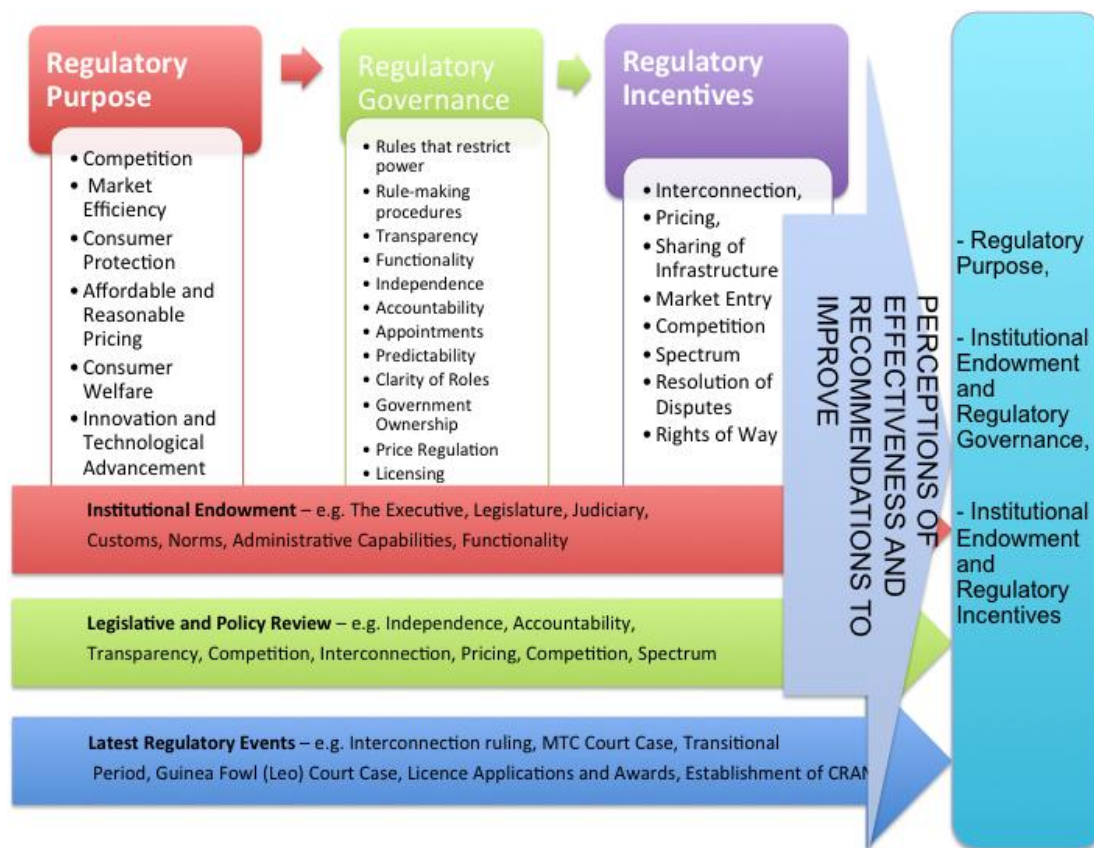 Regulatory
Purpose
• Competition
• Market
Efficiency
• Consumer
Protection
• Affordable and
Reasonable
Pricing
• Consumer
Welfare
• Innovation and
Technological
Advancement
Regulatory
Governance
• Rules that restrict
power
• Rule-making
procedures
• Transparency
• Functionality
• Independence
• Accountability
• Appointments
• Predictability
• Clarity of Roles
• Government
Ownership
• Price Regulation
• Licensing
Regulatory
Incentives
• Interconnection,
• Pricing,
• Sharing of
Infrastructure
• Market Entry
• Competition
• Spectrum
• Resolution of
Disputes
• Rights of Way
Institutional Endowment – e.g. The Executive, Legislature, Judiciary,
Customs, Norms, Administrative Capabilities, Functionality
Legislative and Policy Review – e.g. Independence, Accountability,
Transparency, Competition, Interconnection, Pricing, Competition, Spectrum
Latest Regulatory Events – e.g. Interconnection ruling, MTC Court Case, Transitional
Period, Guinea Fowl (Leo) Court Case, Licence Applications and Awards, Establishment of CRAN
PERCEPTIONS OF
EFFECTIVENESS AND
RECOMMENDATIONS TO
IMPROVE
- Regulatory
Purpose,
- Institutional
Endowment
and
Regulatory
Governance,
- Institutional
Endowment
and
Regulatory
Incentives